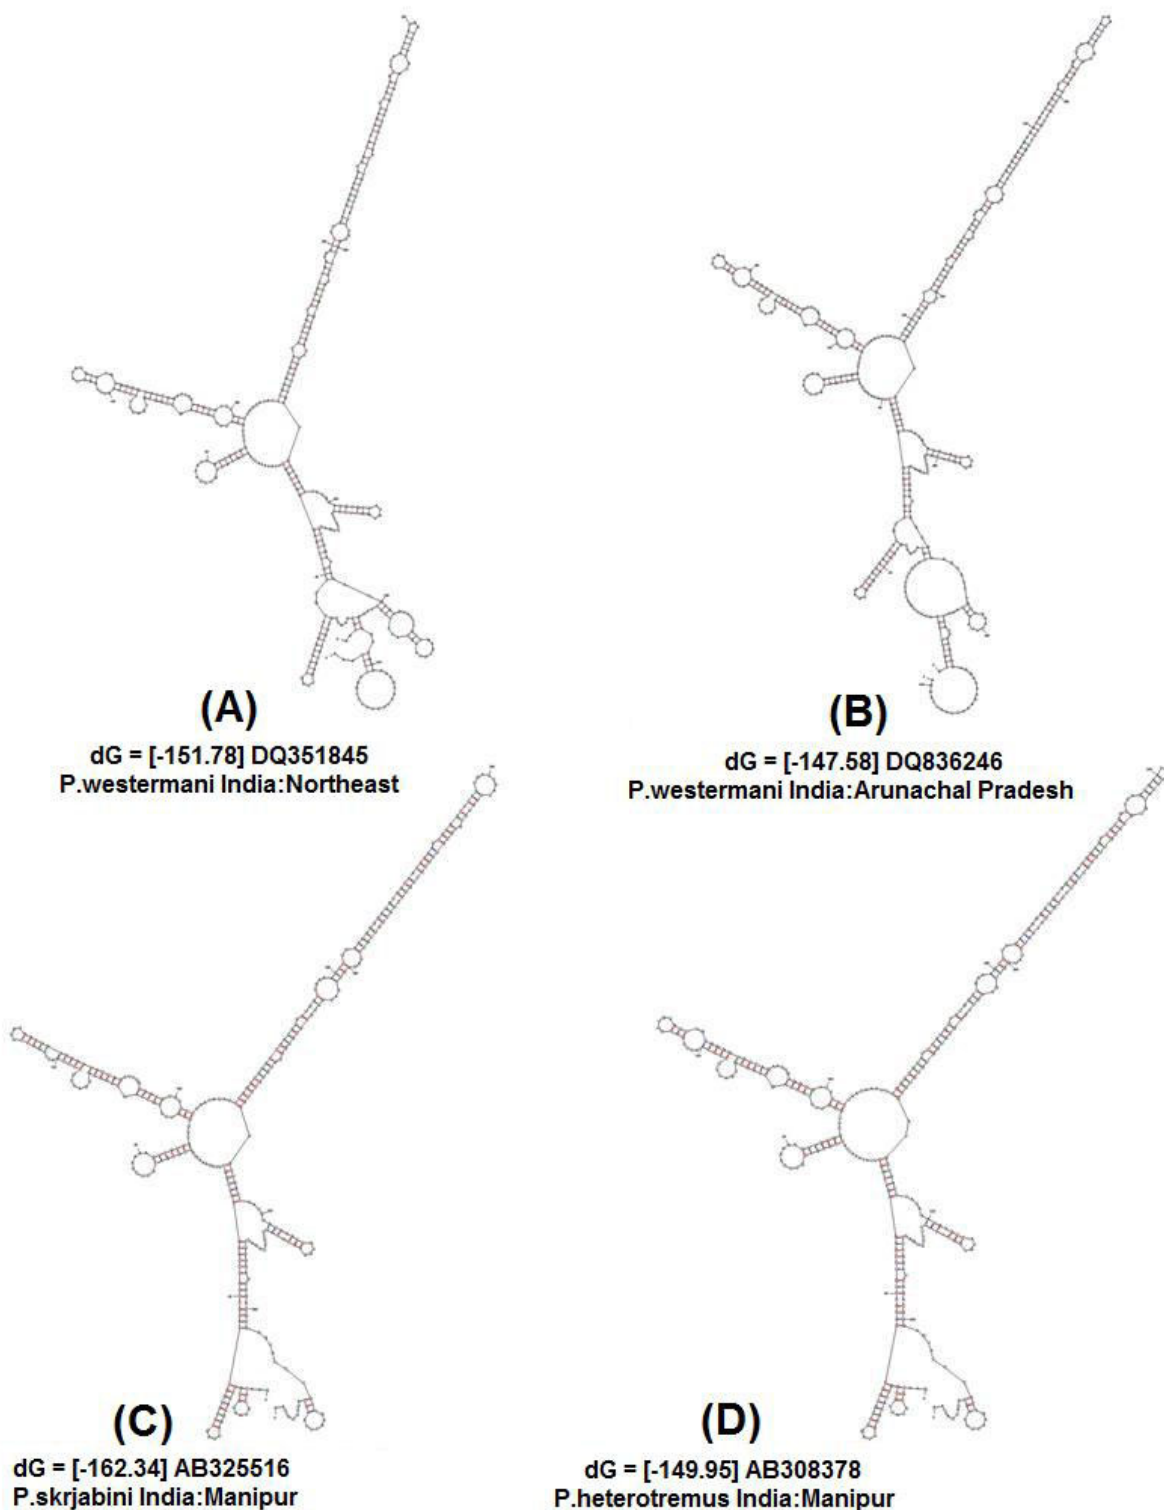 (A)
dG = [-151.78] DQ351845
P.westermani India:Northeast
(B)
dG = [-147.58] DQ836246
P.westermani India:Arunachal Pradesh
(C)
dG = [-162.34] AB325516
P.skrjabini India:Manipur
(D)
dG = [-149.95] AB308378
P.heterotremus India:Manipur